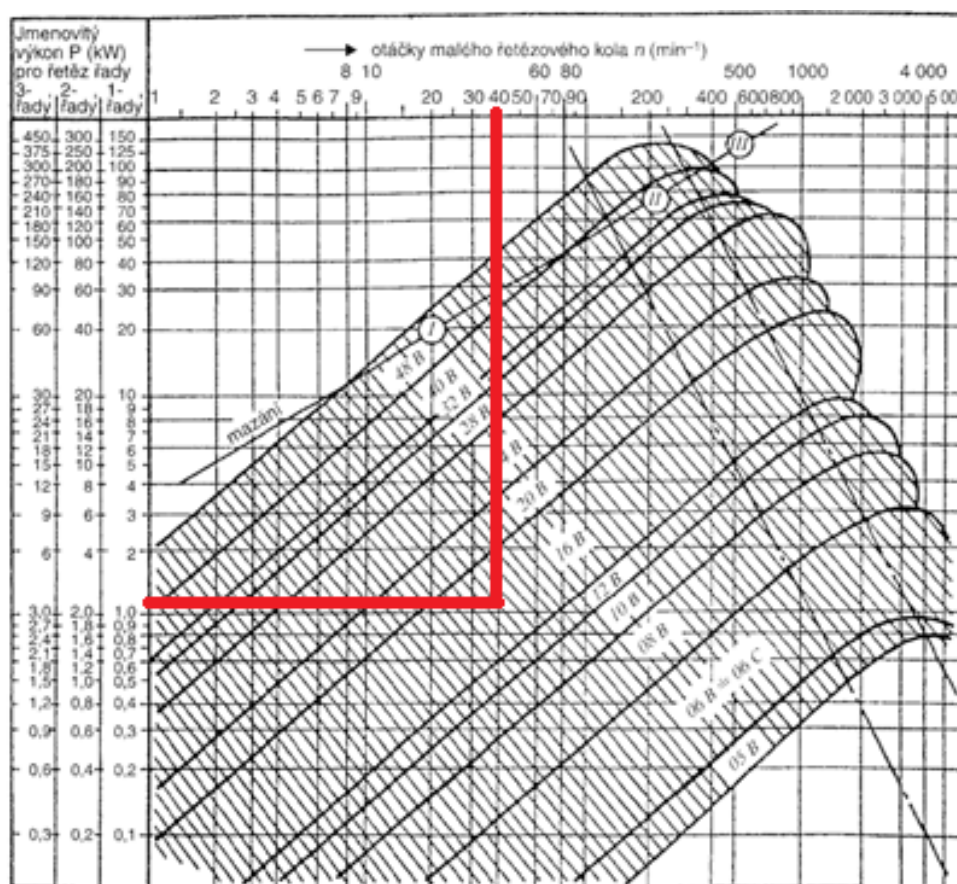 Jmenovitý
výkon P (kW)
pro řetěz řady
3- 2- 1-
řady řady řady
otáčky malého řetězového kola n (min⁻¹)
8 10 60 80 500 1000 4 000
1 2 3 4 5 6 7 9 20 30 40 50 70 90 200 400 600 800 2 000 3 000 5 00
450 300 150
375 250 125
300 200 100
270 180 90
240 160 80
210 140 70
180 120 60
150 100 50
120 80 40
90 60 30
60 40 20
30 20 10
27 18 9
24 16 8
21 14 7
18 12 6
15 10 5
12 8 4
9 6 3
6 4 2
3,0 2,0 1,0
2,7 1,8 0,9
2,4 1,6 0,8
2,1 1,4 0,7
1,8 1,2 0,6
1,5 1,0 0,5
1,2 0,8 0,4
0,9 0,6 0,3
0,6 0,4 0,2
0,3 0,2 0,1
III
II
I
mazání
48 B
40 B
32 B
28 B
20 B
16 B
12 B
10 B
08 B
06 B = 06 C
05 B